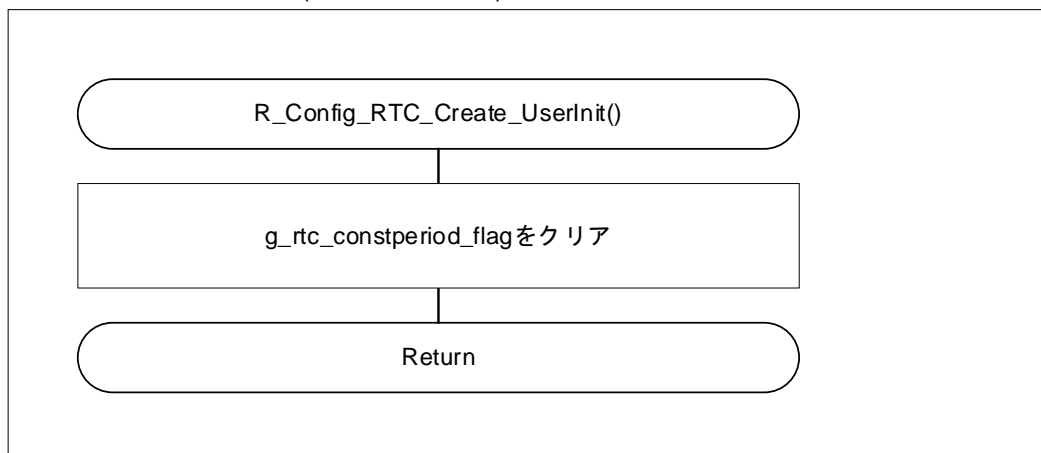 R_Config_RTC_Create_UserInit()
g_rtc_constperiod_flagをクリア
Return